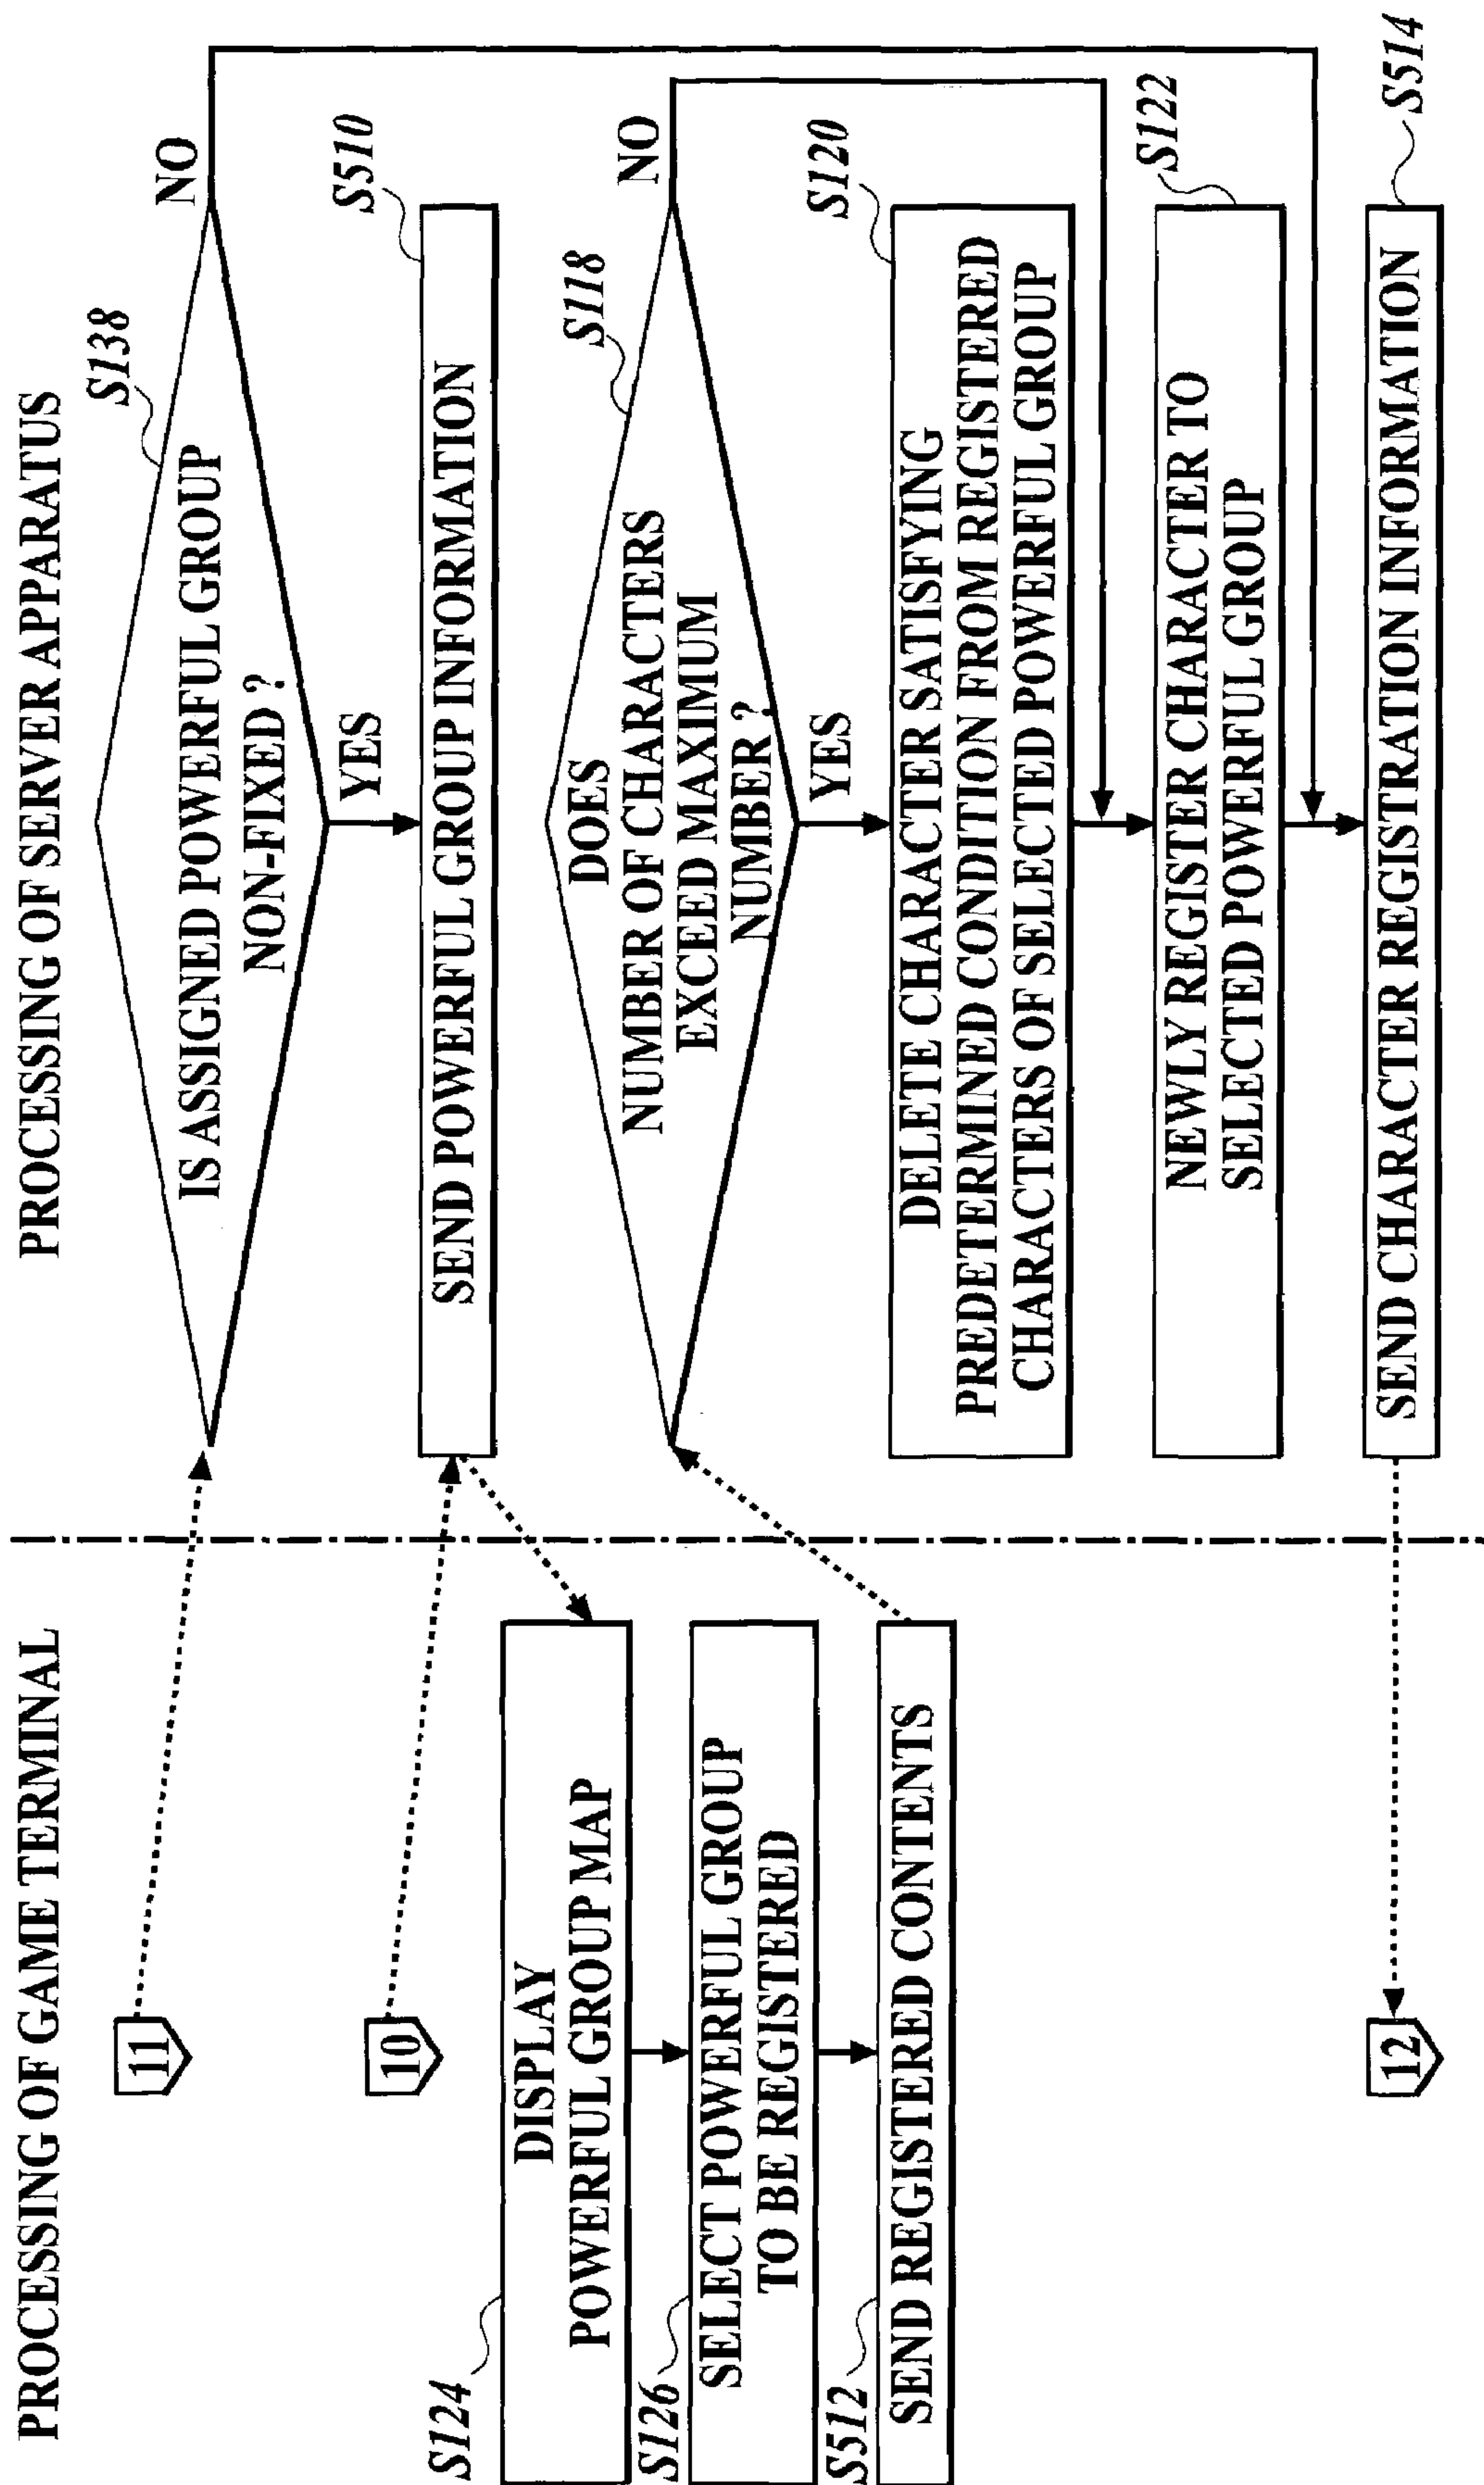 PROCESSING OF GAME TERMINAL
11
10
S124
DISPLAY
POWERFUL GROUP MAP
S126
SELECT POWERFUL GROUP
TO BE REGISTERED
S512
SEND REGISTERED CONTENTS
12
PROCESSING OF SERVER APPARATUS
S138
IS ASSIGNED POWERFUL GROUP
NON-FIXED ?
NO
YES
S510
SEND POWERFUL GROUP INFORMATION
S118
DOES
NUMBER OF CHARACTERS
EXCEED MAXIMUM
NUMBER ?
NO
YES
S120
DELETE CHARACTER SATISFYING
PREDETERMINED CONDITION FROM REGISTERED
CHARACTERS OF SELECTED POWERFUL GROUP
S122
NEWLY REGISTER CHARACTER TO
SELECTED POWERFUL GROUP
S514
SEND CHARACTER REGISTRATION INFORMATION